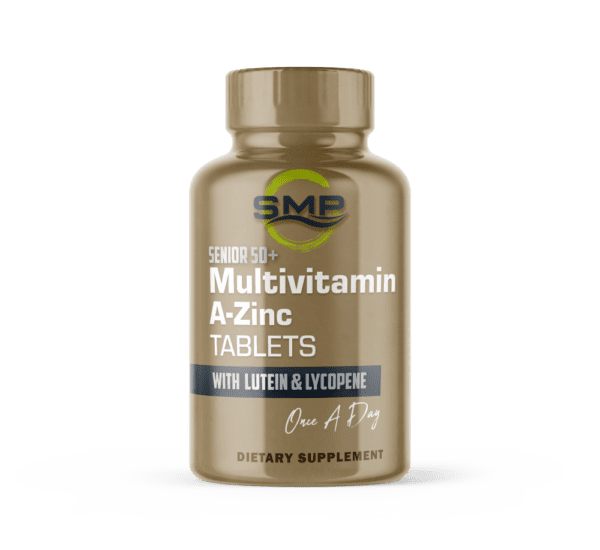 SMP
SENIOR 50+
Multivitamin
A-Zinc
TABLETS
WITH LUTEIN & LYCOPENE
Once A Day
DIETARY SUPPLEMENT